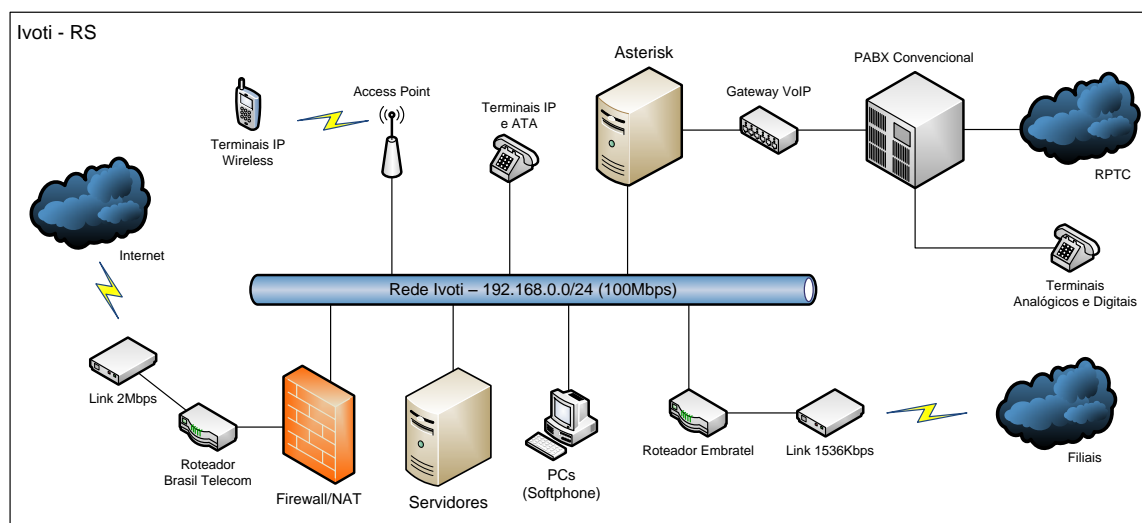 Ivoti - RS
Asterisk
PABX Convencional
Gateway VoIP
Access Point
Terminais IP
e ATA
Terminais IP
Wireless
RPTC
Internet
Terminais
Analógicos e Digitais
Rede Ivoti – 192.168.0.0/24 (100Mbps)
Link 2Mbps
Roteador
Brasil Telecom
Firewall/NAT
Servidores
PCs
(Softphone)
Roteador Embratel
Link 1536Kbps
Filiais